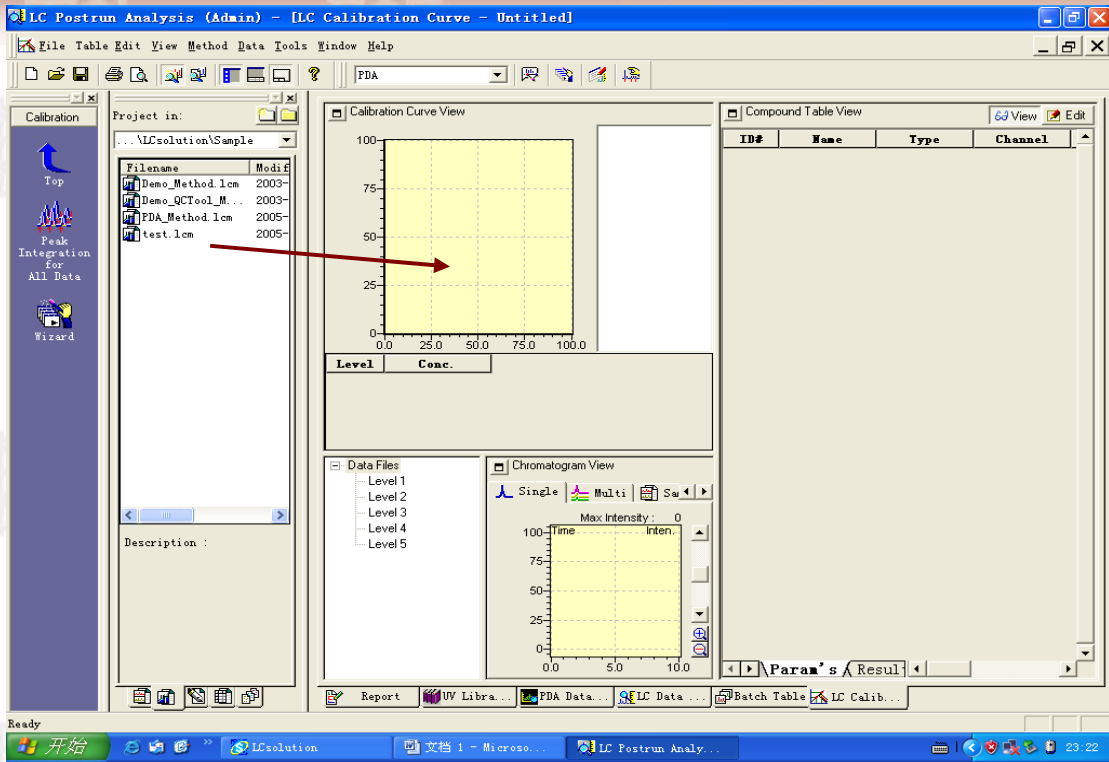 LC Postrun Analysis (Admin) - [LC Calibration Curve - Untitled]
File Table Edit View Method Data Tools Window Help
PDA
Calibration
Top
Peak
Integration
for
All Data
Wizard
Project in:
...\LCsolution\Sample
Filename Modif
Demo_Method.lcm 2003-
Demo_QCTool_M... 2003-
PDA_Method.lcm 2005-
test.lcm 2005-
Description :
Calibration Curve View
100
75
50
25
0
0.0 25.0 50.0 75.0 100.0
Level Conc.
Data Files
Level 1
Level 2
Level 3
Level 4
Level 5
Chromatogram View
Single Multi Sa
Max Intensity : 0
Time Inten.
100
75
50
25
0
0.0 5.0 10.0
Compound Table View
View Edit
ID# Name Type Channel
Param's Resul
Report UV Libra... PDA Data... LC Data ... Batch Table LC Calib...
Ready
开始 LCsolution 文档 1 - Microso... LC Postrun Analy... 23:22